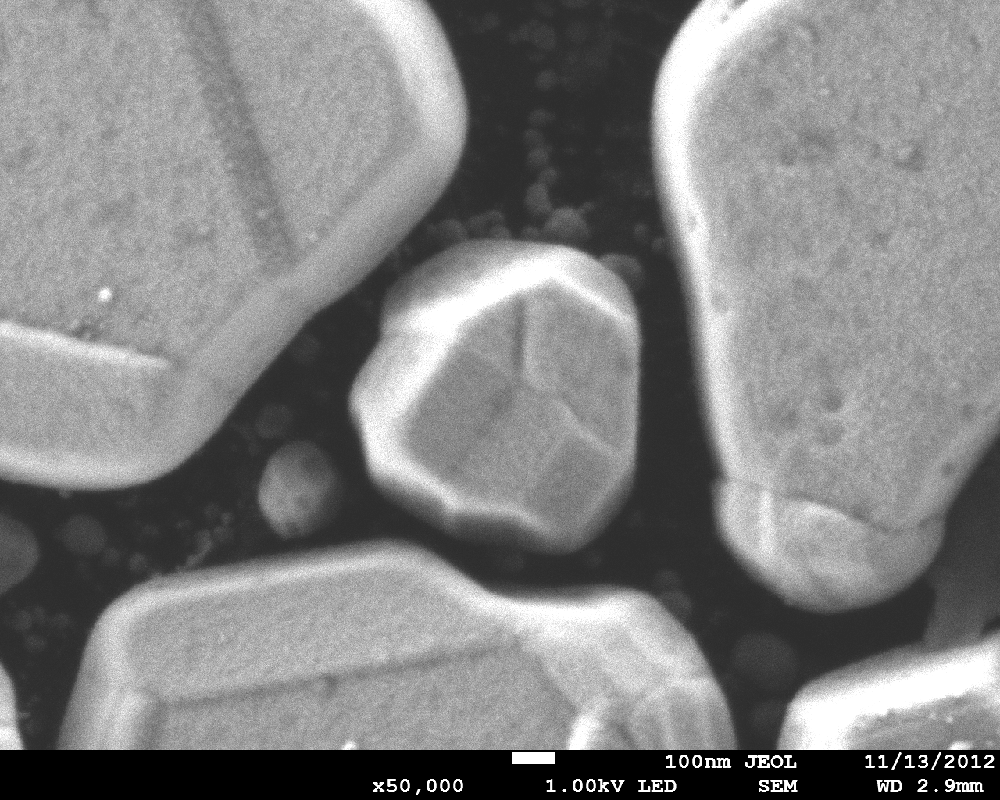 100nm JEOL 11/13/2012
x50,000 1.00kV LED SEM WD 2.9mm